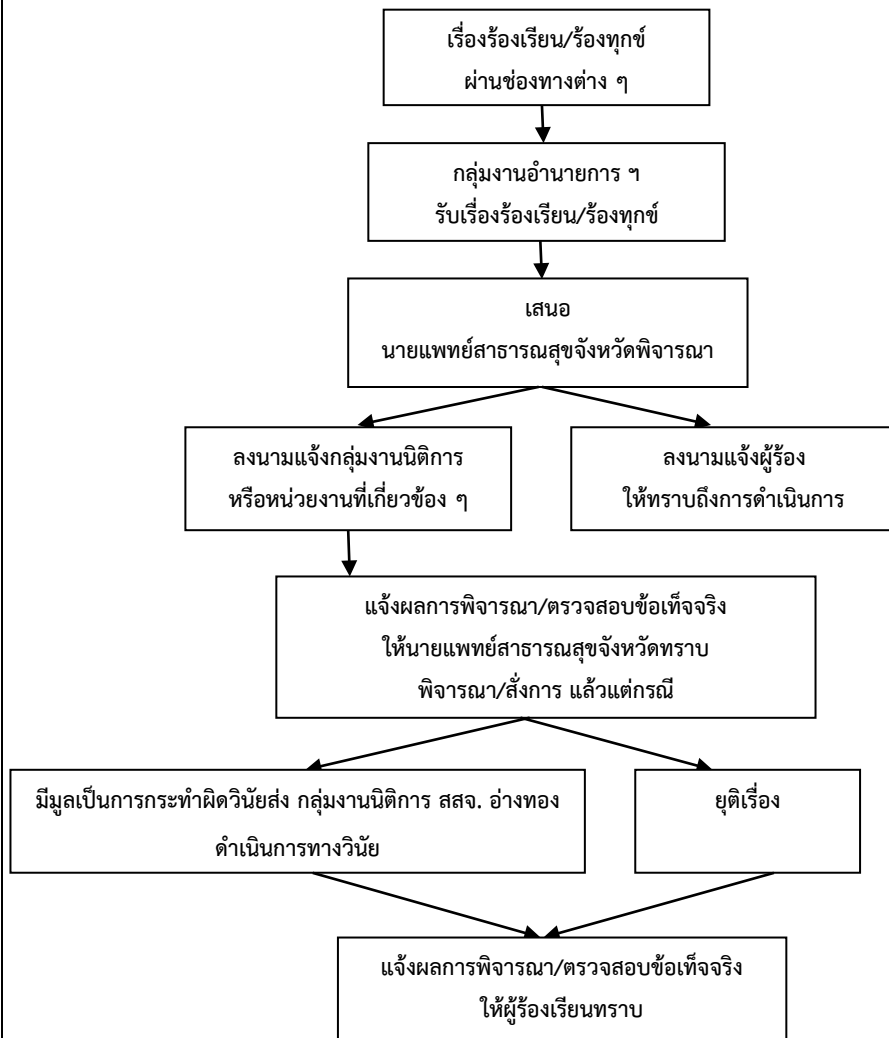 เรื่องร้องเรียน/ร้องทุกข์
ผ่านช่องทางต่าง ๆ
กลุ่มงานอำนายการ ฯ
รับเรื่องร้องเรียน/ร้องทุกข์
เสนอ
นายแพทย์สาธารณสุขจังหวัดพิจารณา
ลงนามแจ้งกลุ่มงานนิติการ
หรือหน่วยงานที่เกี่ยวข้อง ๆ
ลงนามแจ้งผู้ร้อง
ให้ทราบถึงการดำเนินการ
แจ้งผลการพิจารณา/ตรวจสอบข้อเท็จจริง
ให้นายแพทย์สาธารณสุขจังหวัดทราบ
พิจารณา/สั่งการ แล้วแต่กรณี
มีมูลเป็นการกระทำผิดวินัยส่ง กลุ่มงานนิติการ สสจ. อ่างทอง
ดำเนินการทางวินัย
ยุติเรื่อง
แจ้งผลการพิจารณา/ตรวจสอบข้อเท็จจริง
ให้ผู้ร้องเรียนทราบ